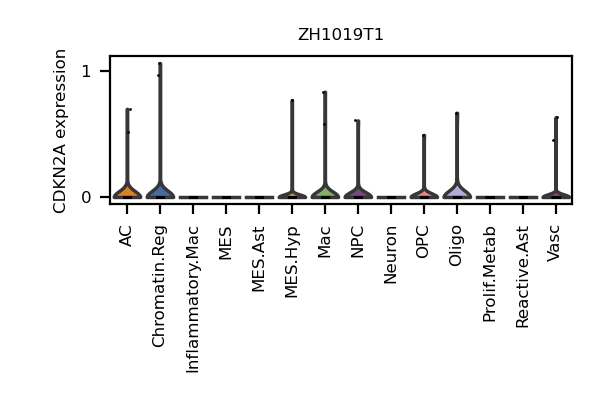 ZH1019T1
CDKN2A expression
1
0
AC
Chromatin.Reg
Inflammatory.Mac
MES
MES.Ast
MES.Hyp
Mac
NPC
Neuron
OPC
Oligo
Prolif.Metab
Reactive.Ast
Vasc